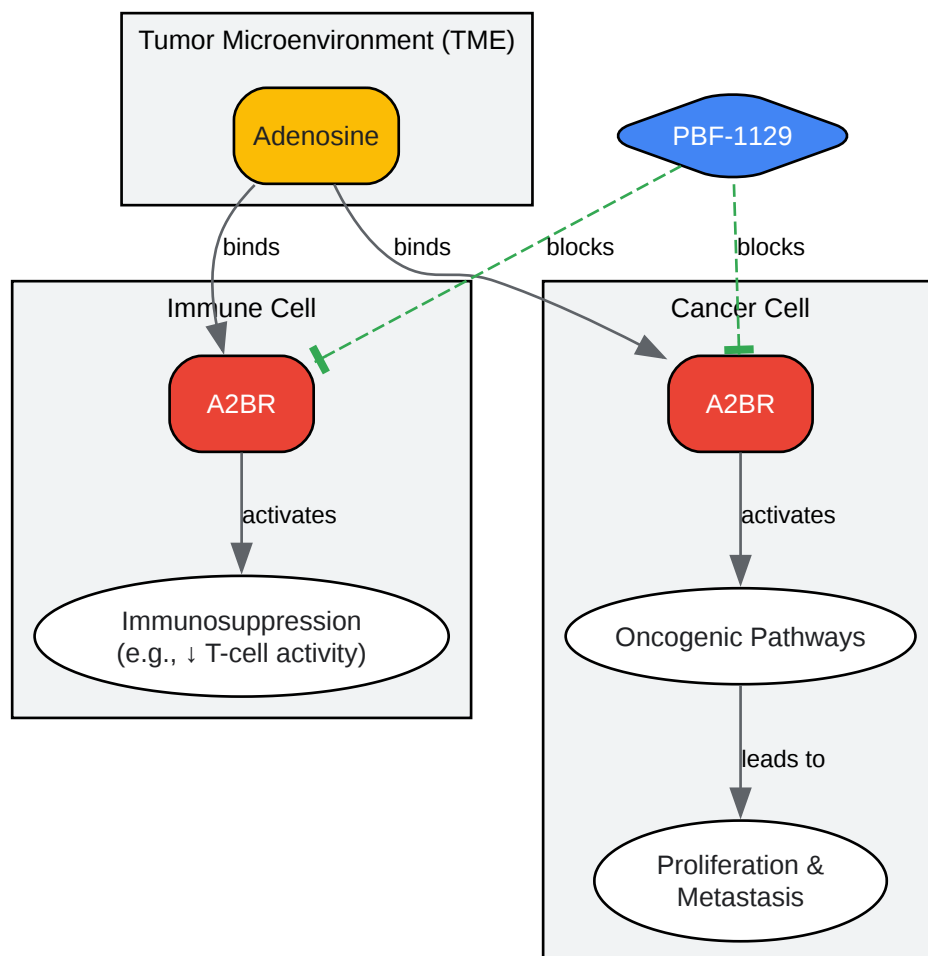 Tumor Microenvironment (TME)
Adenosine
PBF-1129
binds
binds
blocks
blocks
Immune Cell
Cancer Cell
A2BR
A2BR
activates
activates
Immunosuppression
(e.g., ↓ T-cell activity)
Oncogenic Pathways
leads to
Proliferation &
Metastasis